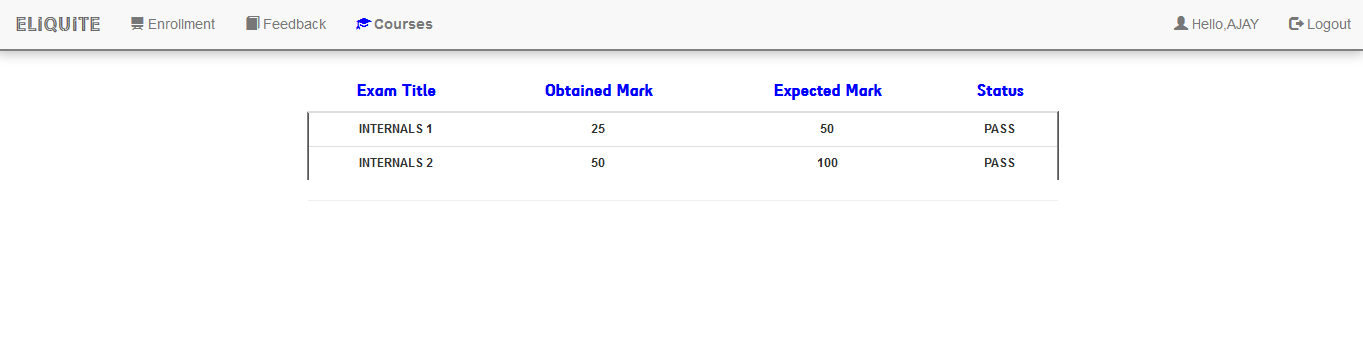 ELIQUITE Enrollment Feedback Courses Hello,AJAY Logout
Exam Title Obtained Mark Expected Mark Status
INTERNALS 1 25 50 PASS
INTERNALS 2 50 100 PASS